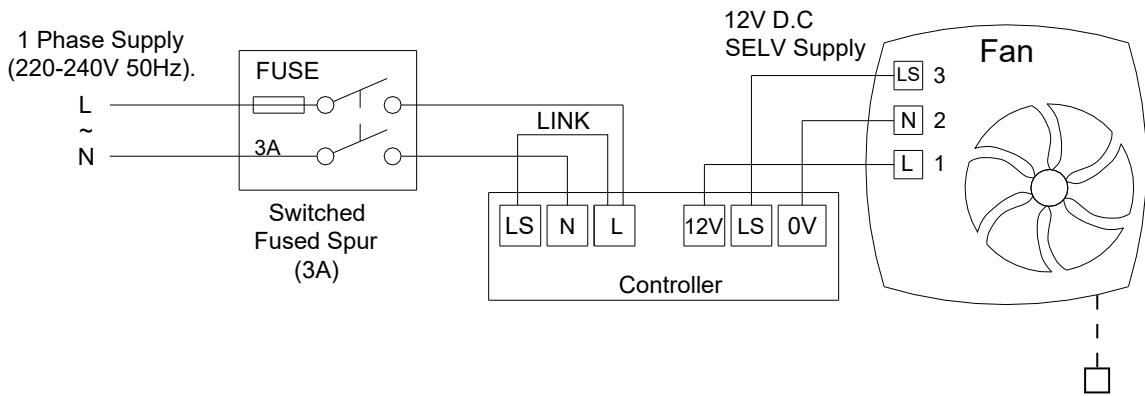 1 Phase Supply
(220-240V 50Hz).
L
~
N
FUSE
3A
Switched
Fused Spur
(3A)
LINK
LS N L
12V LS 0V
Controller
12V D.C
SELV Supply
Fan
LS 3
N 2
L 1